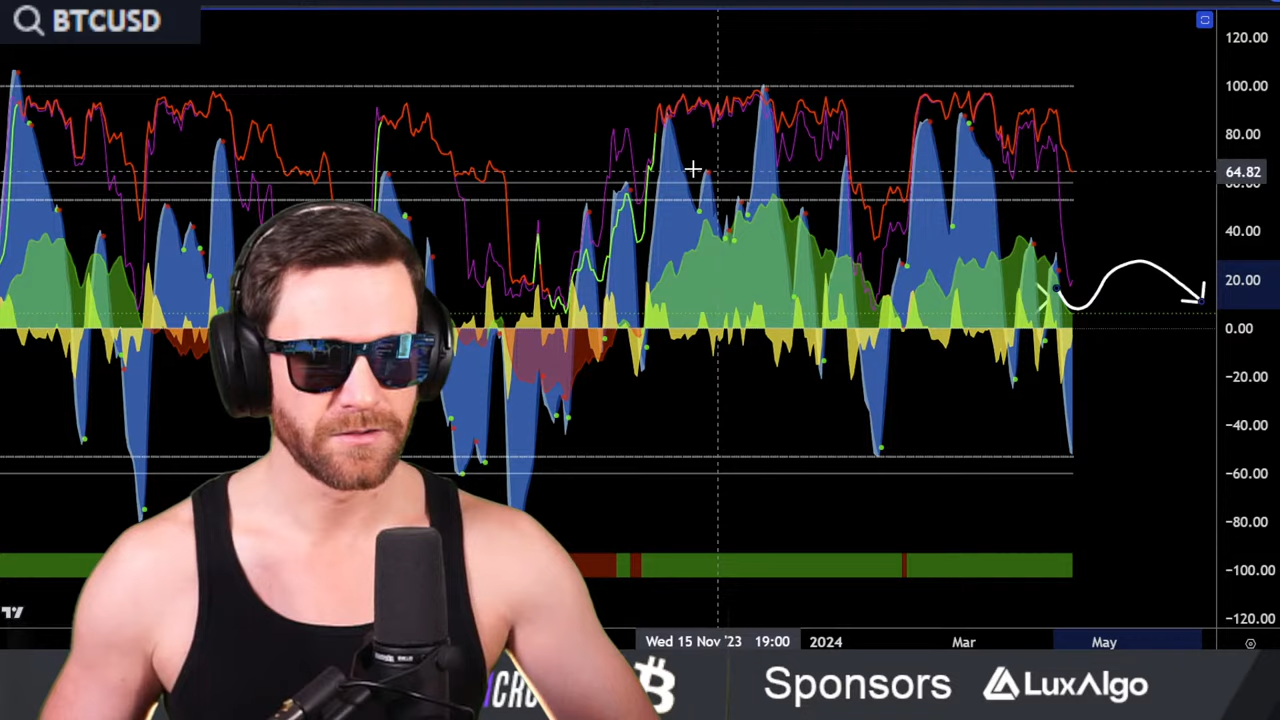 BTCUSD
120.00
100.00
80.00
64.82
40.00
20.00
0.00
−20.00
−40.00
−60.00
−80.00
−100.00
−120.00
Wed 15 Nov '23 19:00
2024
Mar
May
Sponsors
LuxAlgo